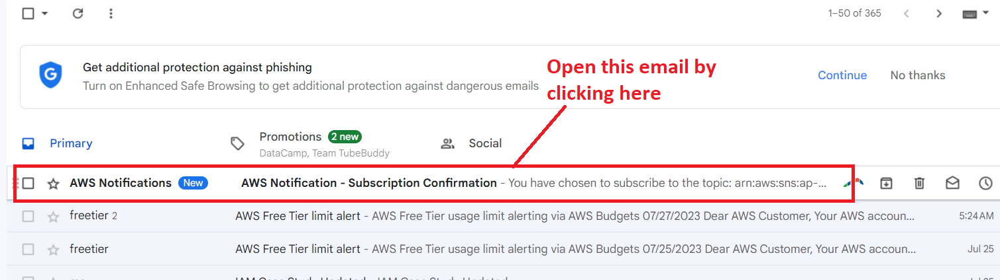 1–50 of 365
Get additional protection against phishing
Turn on Enhanced Safe Browsing to get additional protection against dangerous emails
Continue
No thanks
Open this email by
clicking here
Primary
Promotions 2 new
DataCamp, Team TubeBuddy
Social
AWS Notifications New AWS Notification - Subscription Confirmation - You have chosen to subscribe to the topic: arn:aws:sns:ap-...
freetier 2 AWS Free Tier limit alert - AWS Free Tier usage limit alerting via AWS Budgets 07/27/2023 Dear AWS Customer, Your AWS accoun... 5:24 AM
freetier AWS Free Tier limit alert - AWS Free Tier usage limit alerting via AWS Budgets 07/25/2023 Dear AWS Customer, Your AWS accoun... Jul 25